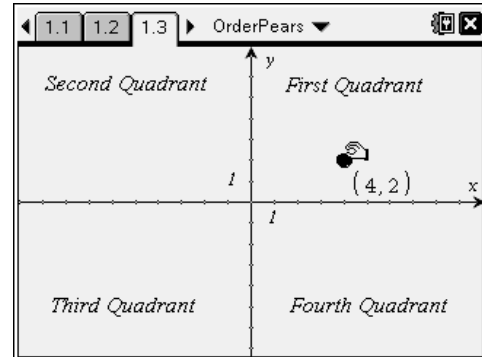 1.1 1.2 1.3 OrderPears
y
Second Quadrant First Quadrant
1 (4,2) x
1
Third Quadrant Fourth Quadrant